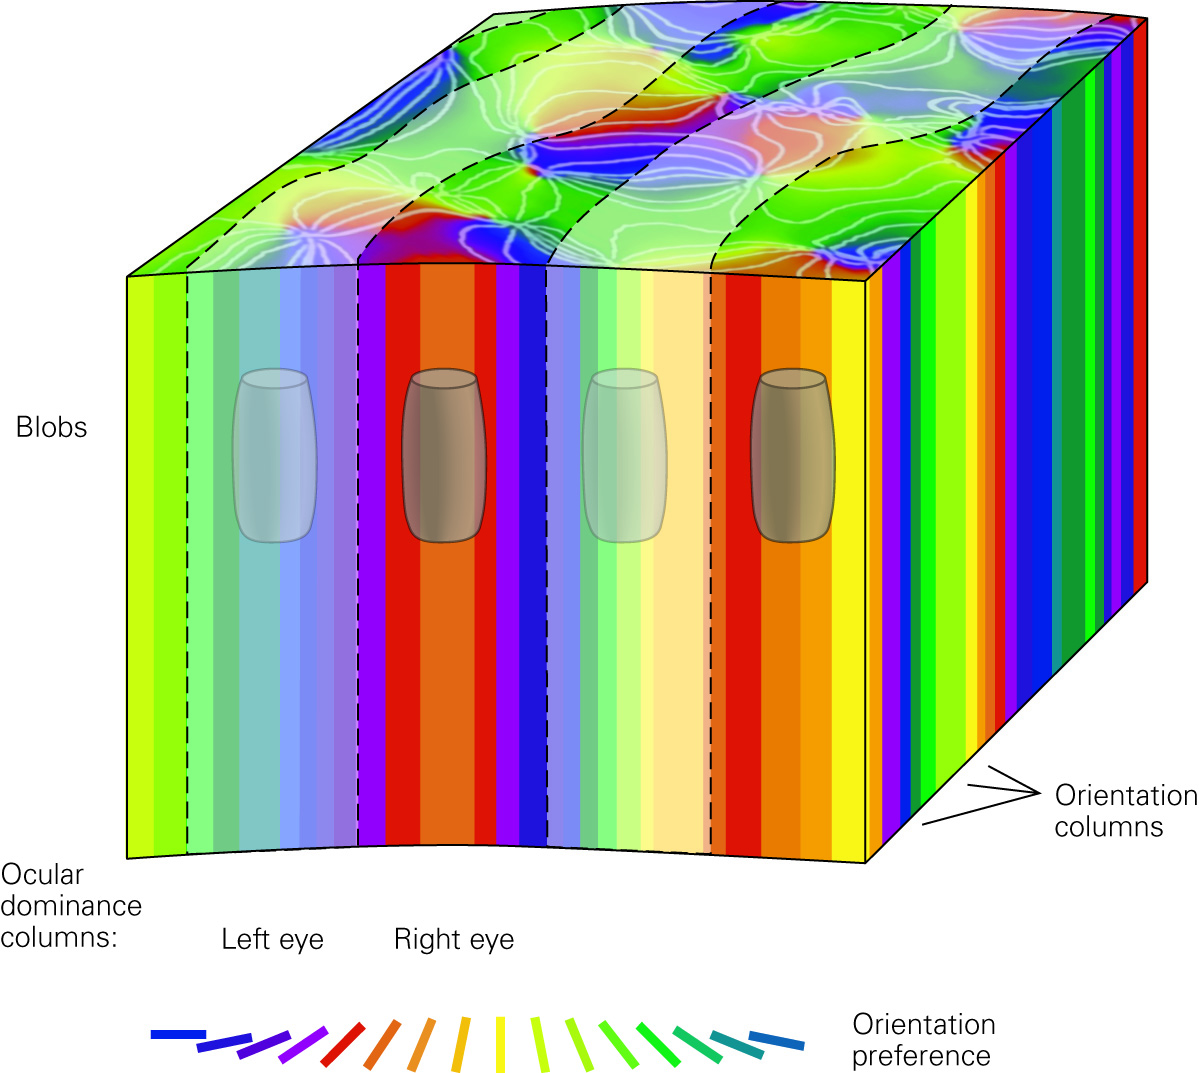 Blobs
Orientation
columns
Ocular
dominance
columns:
Left eye
Right eye
Orientation
preference